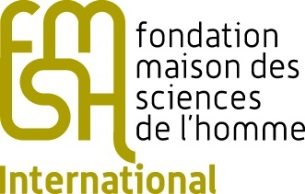 fmsh
fondation
maison des
sciences
de l'homme
International